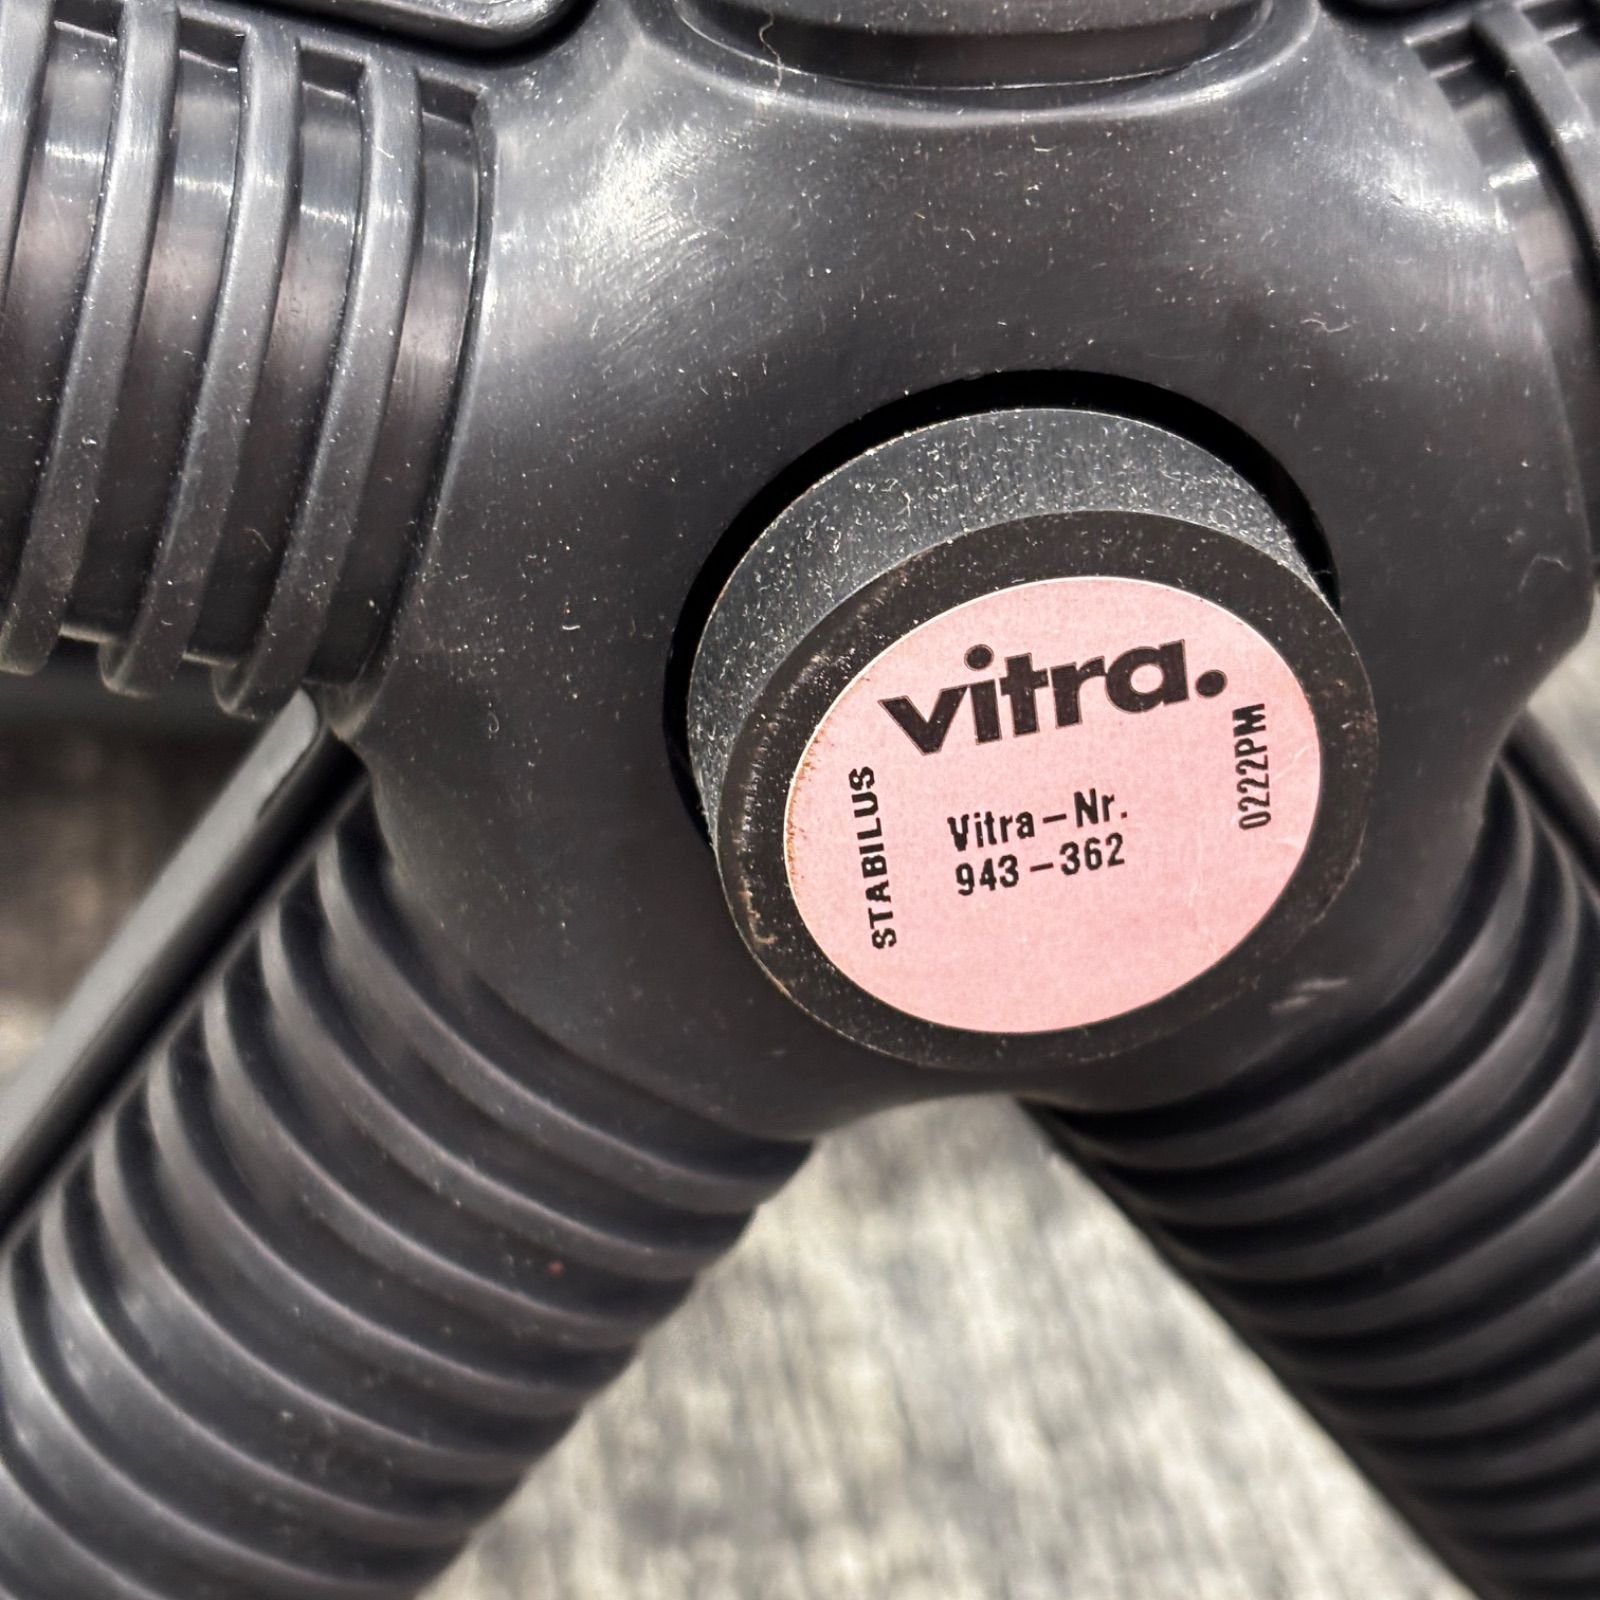 vitra.
STABILUS
Vitra-Nr.
943-362
0222PM